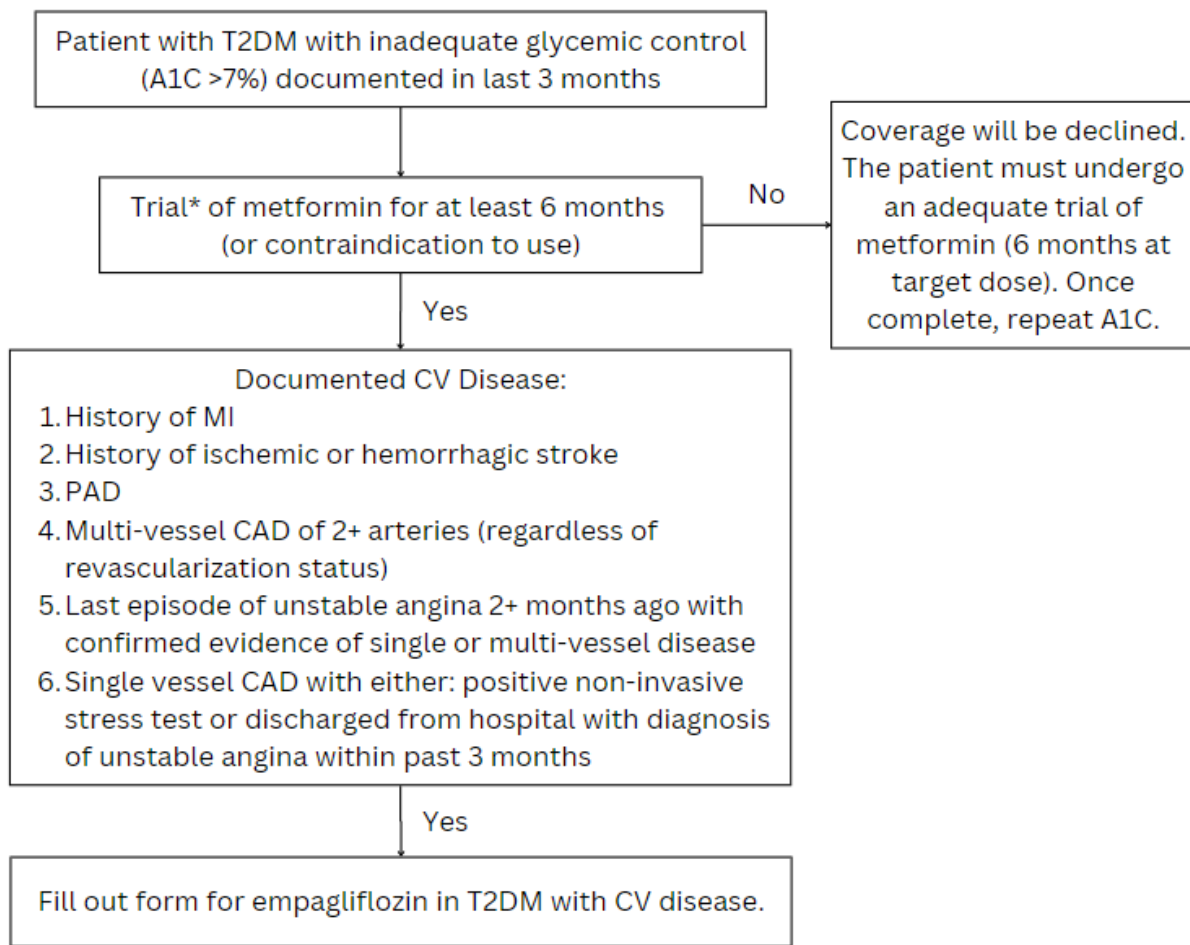 Patient with T2DM with inadequate glycemic control
(A1C >7%) documented in last 3 months
Trial* of metformin for at least 6 months
(or contraindication to use)
No
Coverage will be declined.
The patient must undergo
an adequate trial of
metformin (6 months at
target dose). Once
complete, repeat A1C.
Yes
Documented CV Disease:
1. History of MI
2. History of ischemic or hemorrhagic stroke
3. PAD
4. Multi-vessel CAD of 2+ arteries (regardless of
revascularization status)
5. Last episode of unstable angina 2+ months ago with
confirmed evidence of single or multi-vessel disease
6. Single vessel CAD with either: positive non-invasive
stress test or discharged from hospital with diagnosis
of unstable angina within past 3 months
Yes
Fill out form for empagliflozin in T2DM with CV disease.